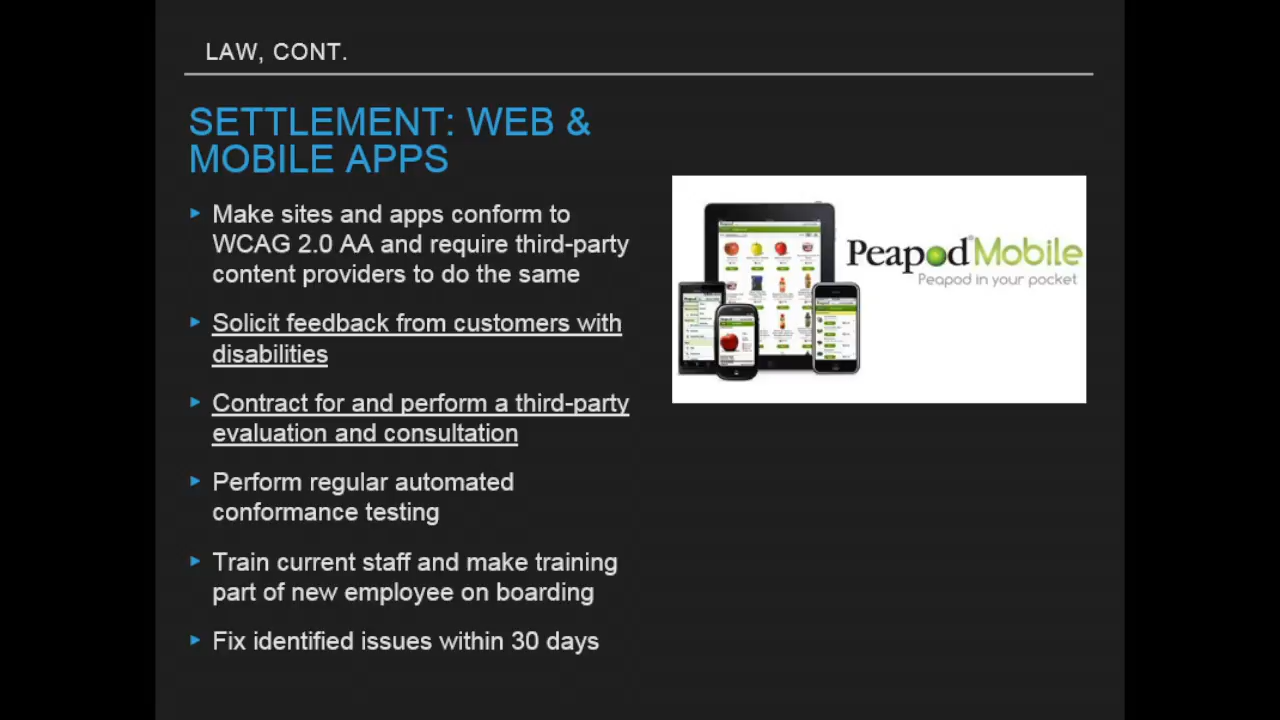 LAW, CONT.
SETTLEMENT: WEB &
MOBILE APPS
Make sites and apps conform to
WCAG 2.0 AA and require third-party
content providers to do the same
Solicit feedback from customers with
disabilities
Contract for and perform a third-party
evaluation and consultation
Perform regular automated
conformance testing
Train current staff and make training
part of new employee on boarding
Fix identified issues within 30 days
Peapod® Mobile
Peapod in your pocket